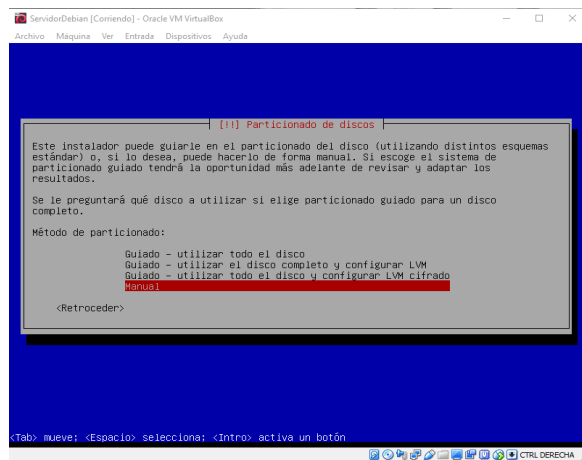 ServidorDebian [Corriendo] - Oracle VM VirtualBox
Archivo Máquina Ver Entrada Dispositivos Ayuda
[!!] Particionado de discos
Este instalador puede guiarle en el particionado del disco (utilizando distintos esquemas
estándar) o, si lo desea, puede hacerlo de forma manual. Si escoge el sistema de
particionado guiado tendrá la oportunidad más adelante de revisar y adaptar los
resultados.
Se le preguntará qué disco a utilizar si elige particionado guiado para un disco
completo.
Método de particionado:
Guiado - utilizar todo el disco
Guiado - utilizar el disco completo y configurar LVM
Guiado - utilizar todo el disco y configurar LVM cifrado
Manual
<Retroceder>
<Tab> mueve; <Espacio> selecciona; <Intro> activa un botón
CTRL DERECHA